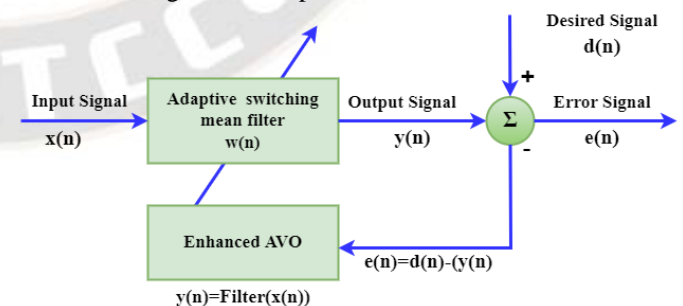 Desired Signal
d(n)
+
Input Signal
x(n)
Adaptive switching
mean filter
w(n)
Output Signal
y(n)
Σ
Error Signal
e(n)
-
Enhanced AVO
e(n)=d(n)-(y(n)
y(n)=Filter(x(n))